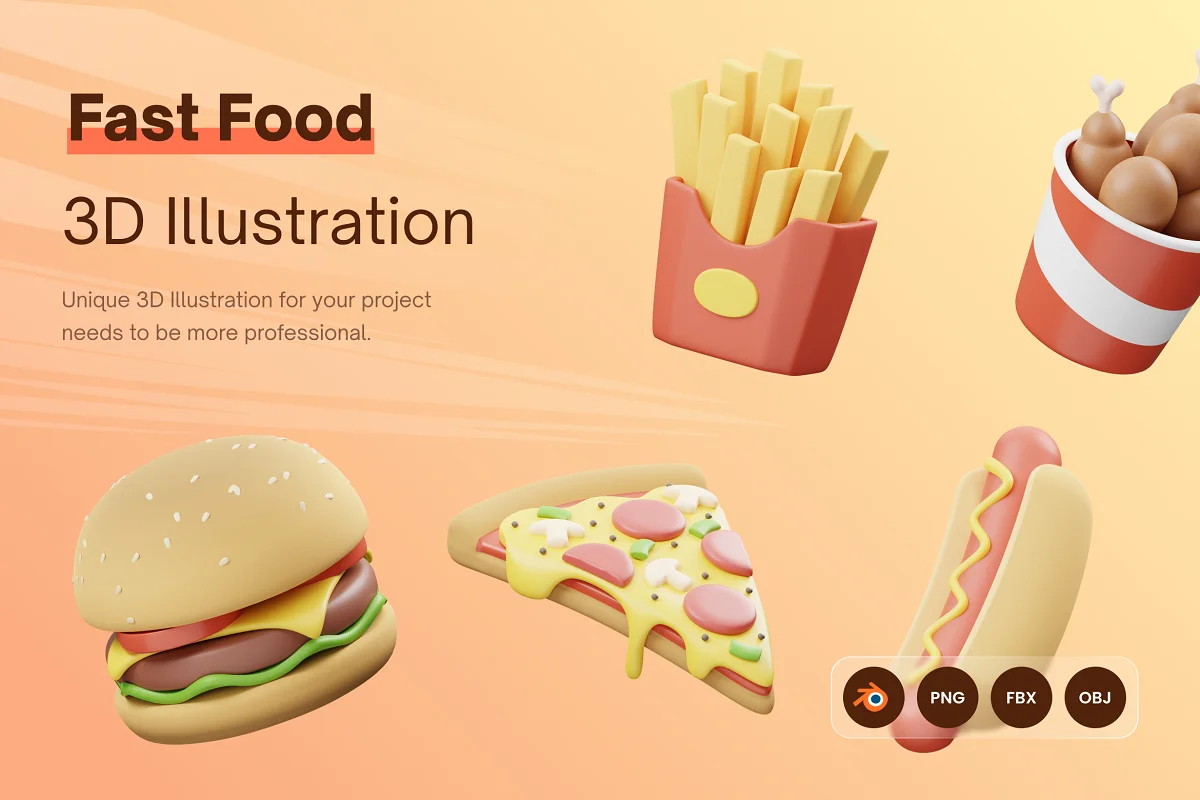 Fast Food
3D Illustration
Unique 3D Illustration for your project
needs to be more professional.
PNG
FBX
OBJ